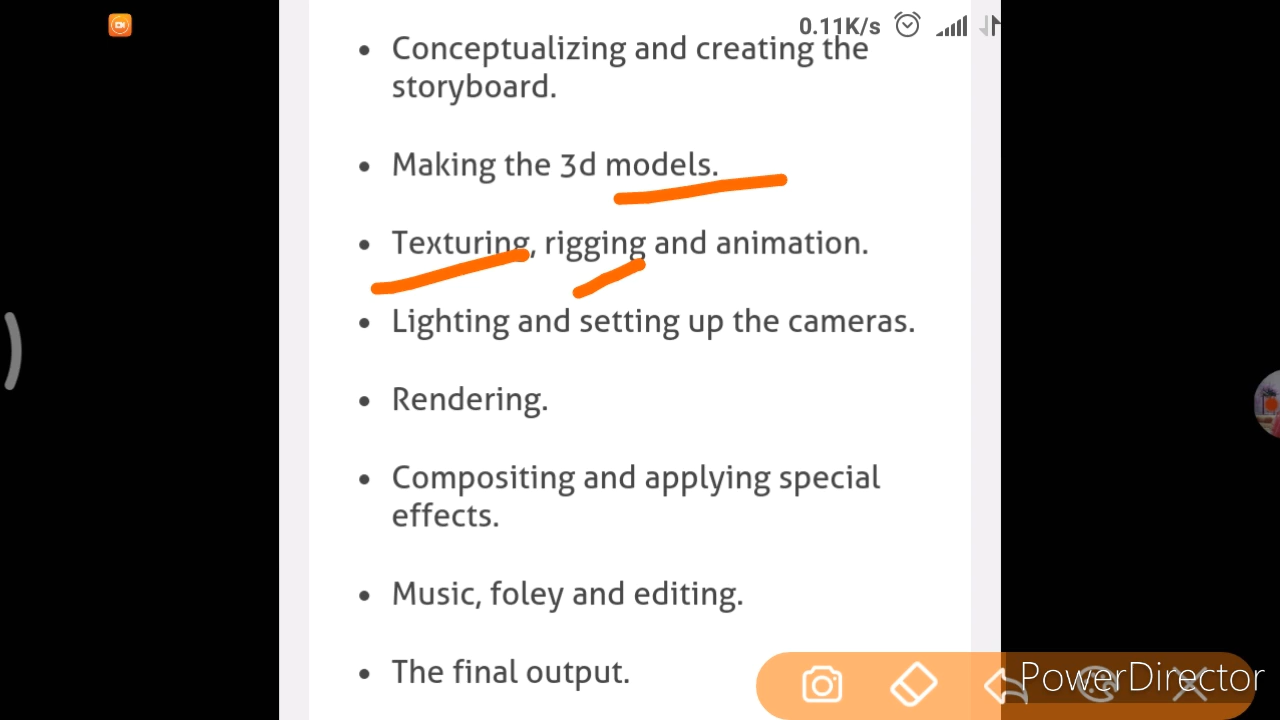 0.11K/s
• Conceptualizing and creating the
storyboard.
• Making the 3d models.
• Texturing, rigging and animation.
• Lighting and setting up the cameras.
• Rendering.
• Compositing and applying special
effects.
• Music, foley and editing.
• The final output.
PowerDirector